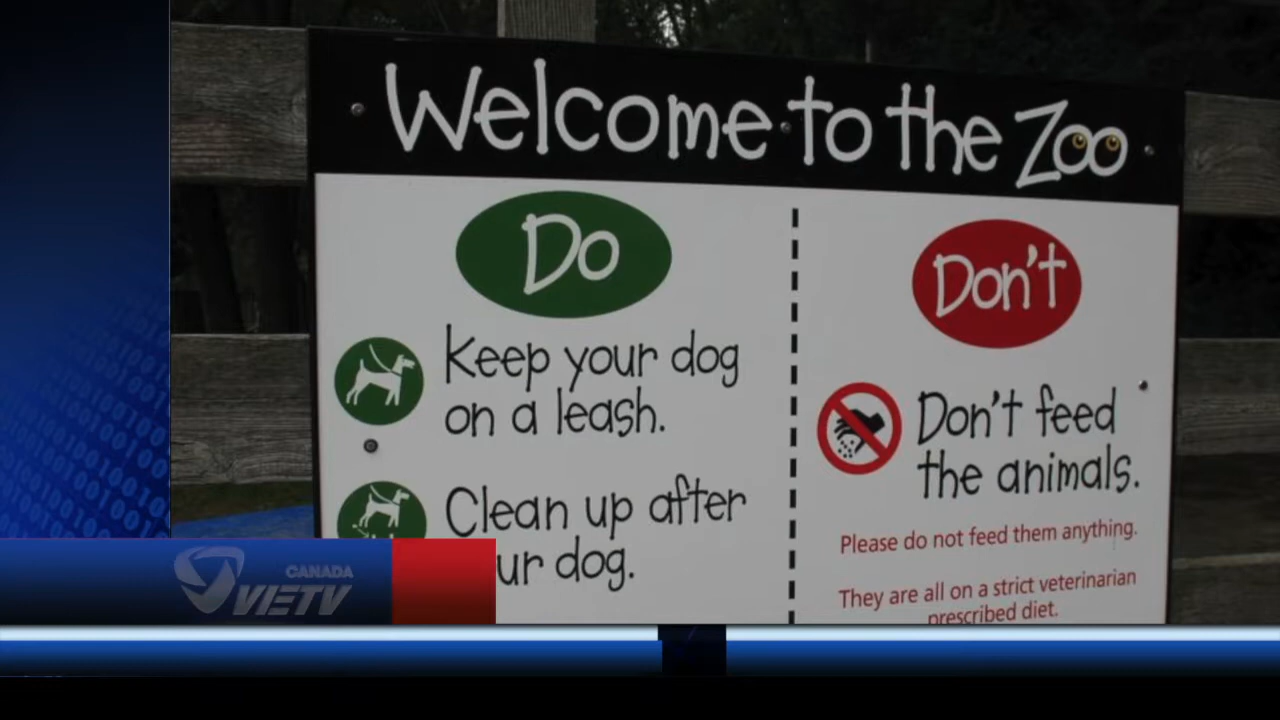 Welcome to the Zoo
Do
Keep your dog
on a leash.
Clean up after
ur dog.
Don't
Don't feed
the animals.
Please do not feed them anything.
They are all on a strict veterinarian
prescribed diet.
CANADA
VIETV